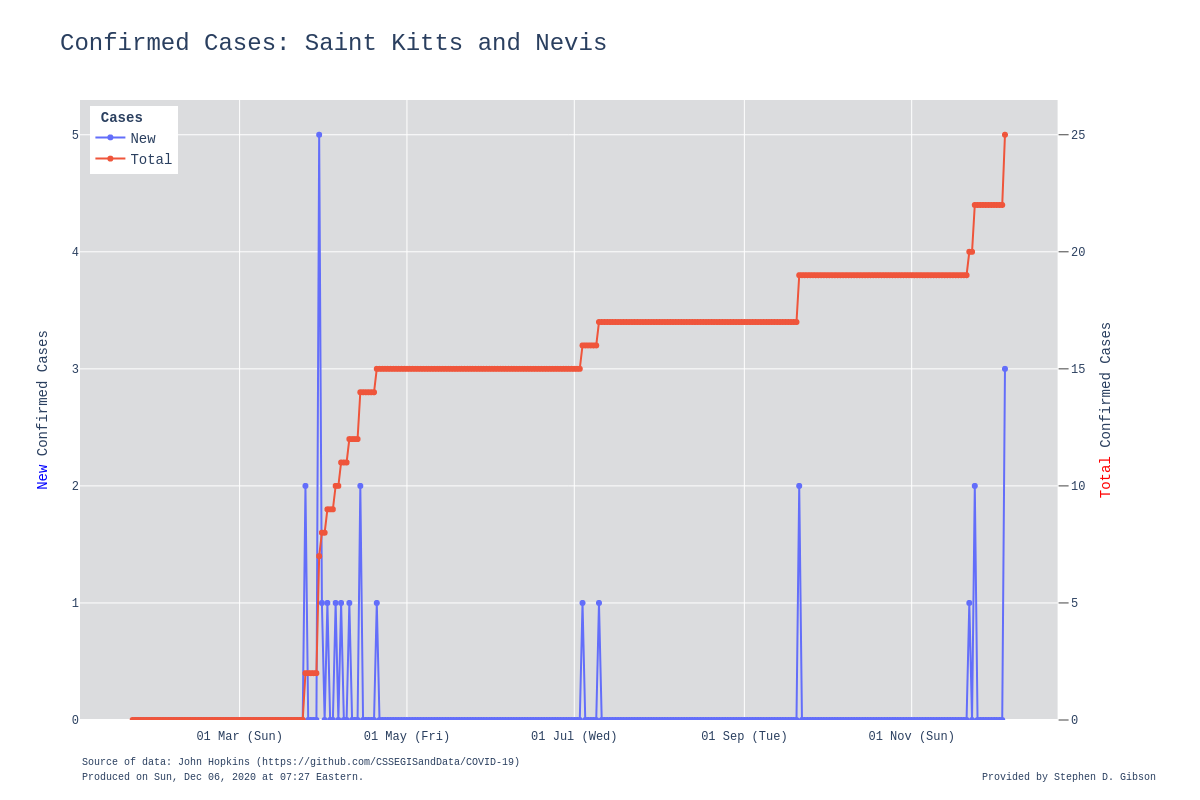 Confirmed Cases: Saint Kitts and Nevis
Cases
New
Total
5
4
3
2
1
0
25
20
15
10
5
0
New Confirmed Cases
Total Confirmed Cases
01 Mar (Sun)
01 May (Fri)
01 Jul (Wed)
01 Sep (Tue)
01 Nov (Sun)
Source of data: John Hopkins (https://github.com/CSSEGISandData/COVID-19)
Produced on Sun, Dec 06, 2020 at 07:27 Eastern.
Provided by Stephen D. Gibson